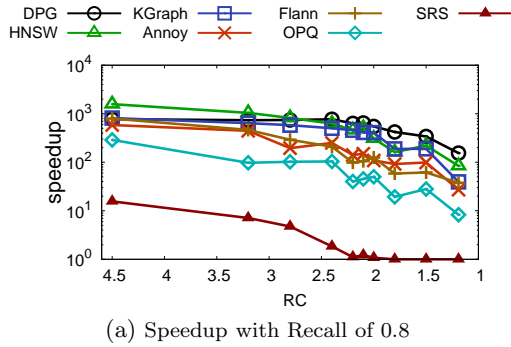 DPG KGraph Flann SRS
HNSW Annoy OPQ
10^4
10^3
10^2
10^1
10^0
speedup
4.5 4 3.5 3 2.5 2 1.5 1
RC
(a) Speedup with Recall of 0.8